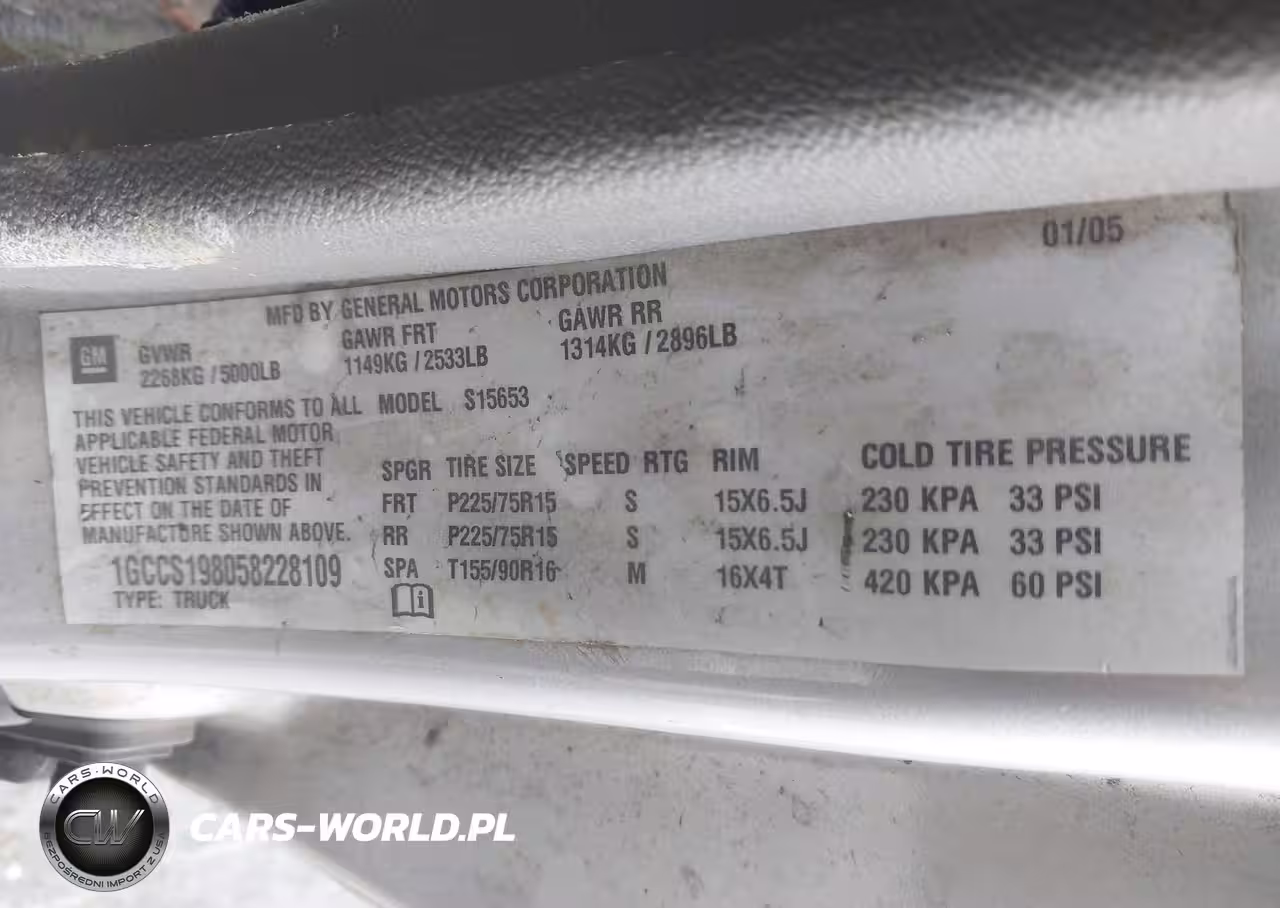 01/05
MFD BY GENERAL MOTORS CORPORATION
GM
GVWR GAWR FRT GAWR RR
2268KG / 5000LB 1149KG / 2533LB 1314KG / 2896LB
THIS VEHICLE CONFORMS TO ALL
APPLICABLE FEDERAL MOTOR
VEHICLE SAFETY AND THEFT
PREVENTION STANDARDS IN
EFFECT ON THE DATE OF
MANUFACTURE SHOWN ABOVE.
1GCCS198058228109
TYPE: TRUCK
MODEL S15653
SPGR TIRE SIZE SPEED RTG RIM COLD TIRE PRESSURE
FRT P225/75R15 S 15X6.5J 230 KPA 33 PSI
RR P225/75R15 S 15X6.5J 230 KPA 33 PSI
SPA T155/90R16 M 16X4T 420 KPA 60 PSI
CARS-WORLD
CW
BEZPOŚREDNI IMPORT Z USA
CARS-WORLD.PL